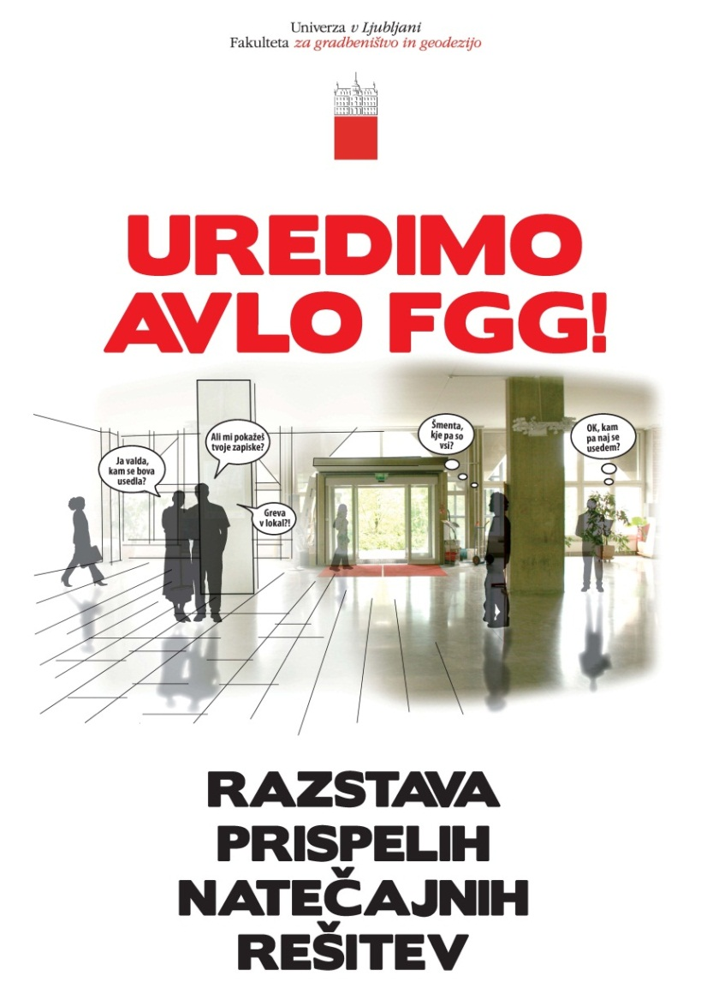 Univerza v Ljubljani
Fakulteta za gradbeništvo in geodezijo
UREDIMO
AVLO FGG!
Ja valda,
kam se bova
usedla?
Ali mi pokažeš
tvoje zapiske?
Greva
v lokal?!
Šmenta,
kje pa so
vsi?
OK, kam
pa naj se
usedem?
RAZSTAVA
PRISPELIH
NATEČAJNIH
REŠITEV